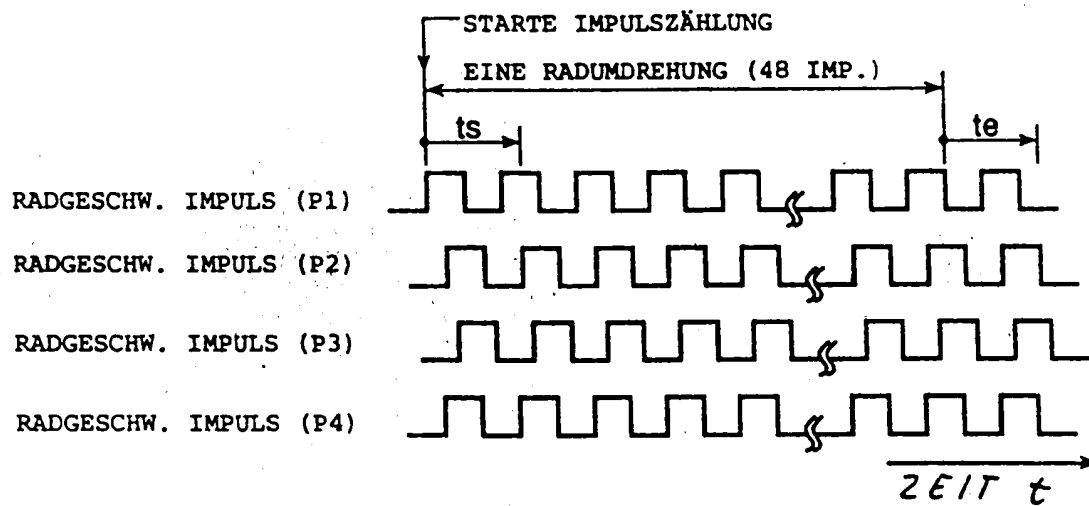 STARTE IMPULSZÄHLUNG
EINE RADUMDREHUNG (48 IMP.)
ts
te
RADGESCHW. IMPULS (P1)
RADGESCHW. IMPULS (P2)
RADGESCHW. IMPULS (P3)
RADGESCHW. IMPULS (P4)
ZEIT t